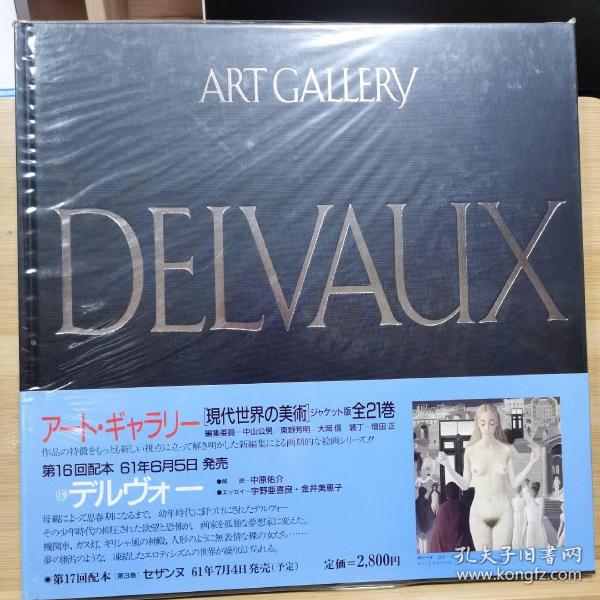 ART GALLERY
DELVAUX
アート・ギャラリー[現代世界の美術]ジャケット版 全21巻
編集委員―中山公男/東野芳明/大岡信 装丁―増田正
作品の特徴をもっとも新しい視点に立って解き明かした新編集による画期的な絵画シリーズ!!
第16回配本 61年6月5日 発売
⑲デルヴォー
●解説―中原佑介
●エッセイ―宇野亜喜良・金井美恵子
母親によって思春期になるまで、幼年時代に釘づけにされたデルヴォー
その少年時代の抑圧された欲望と恐怖が、画家を孤独な夢想家に変えた。
機関車、ガス灯、ギリシャ風の神殿、人形のように無表情な裸の女たち……
夢の断片のような、凍結したエロティシズムの世界が繰りひろげられる。
●第17回配本[第3巻]セザンヌ 61年7月4日発売(予定)
定価=2,800円
孔夫子旧书网
kongfz.com